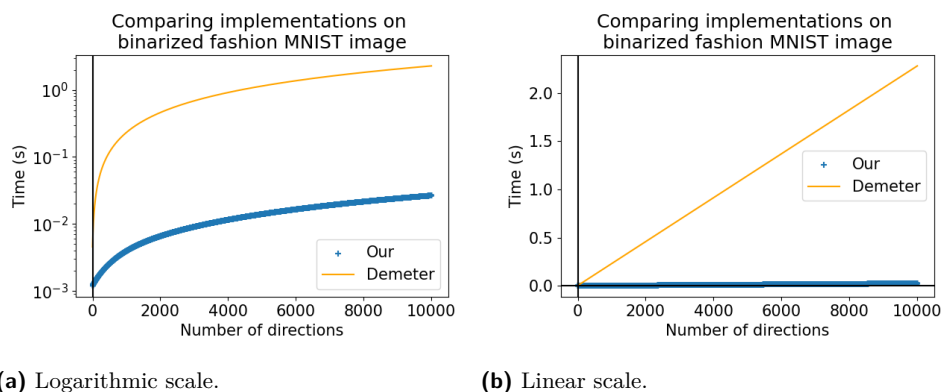 Comparing implementations on
binarized fashion MNIST image
Time (s)
10⁰
10⁻¹
10⁻²
10⁻³
Our
Demeter
0 2000 4000 6000 8000 10000
Number of directions
Comparing implementations on
binarized fashion MNIST image
Time (s)
2.0
1.5
1.0
0.5
0.0
Our
Demeter
0 2000 4000 6000 8000 10000
Number of directions
(a) Logarithmic scale.
(b) Linear scale.